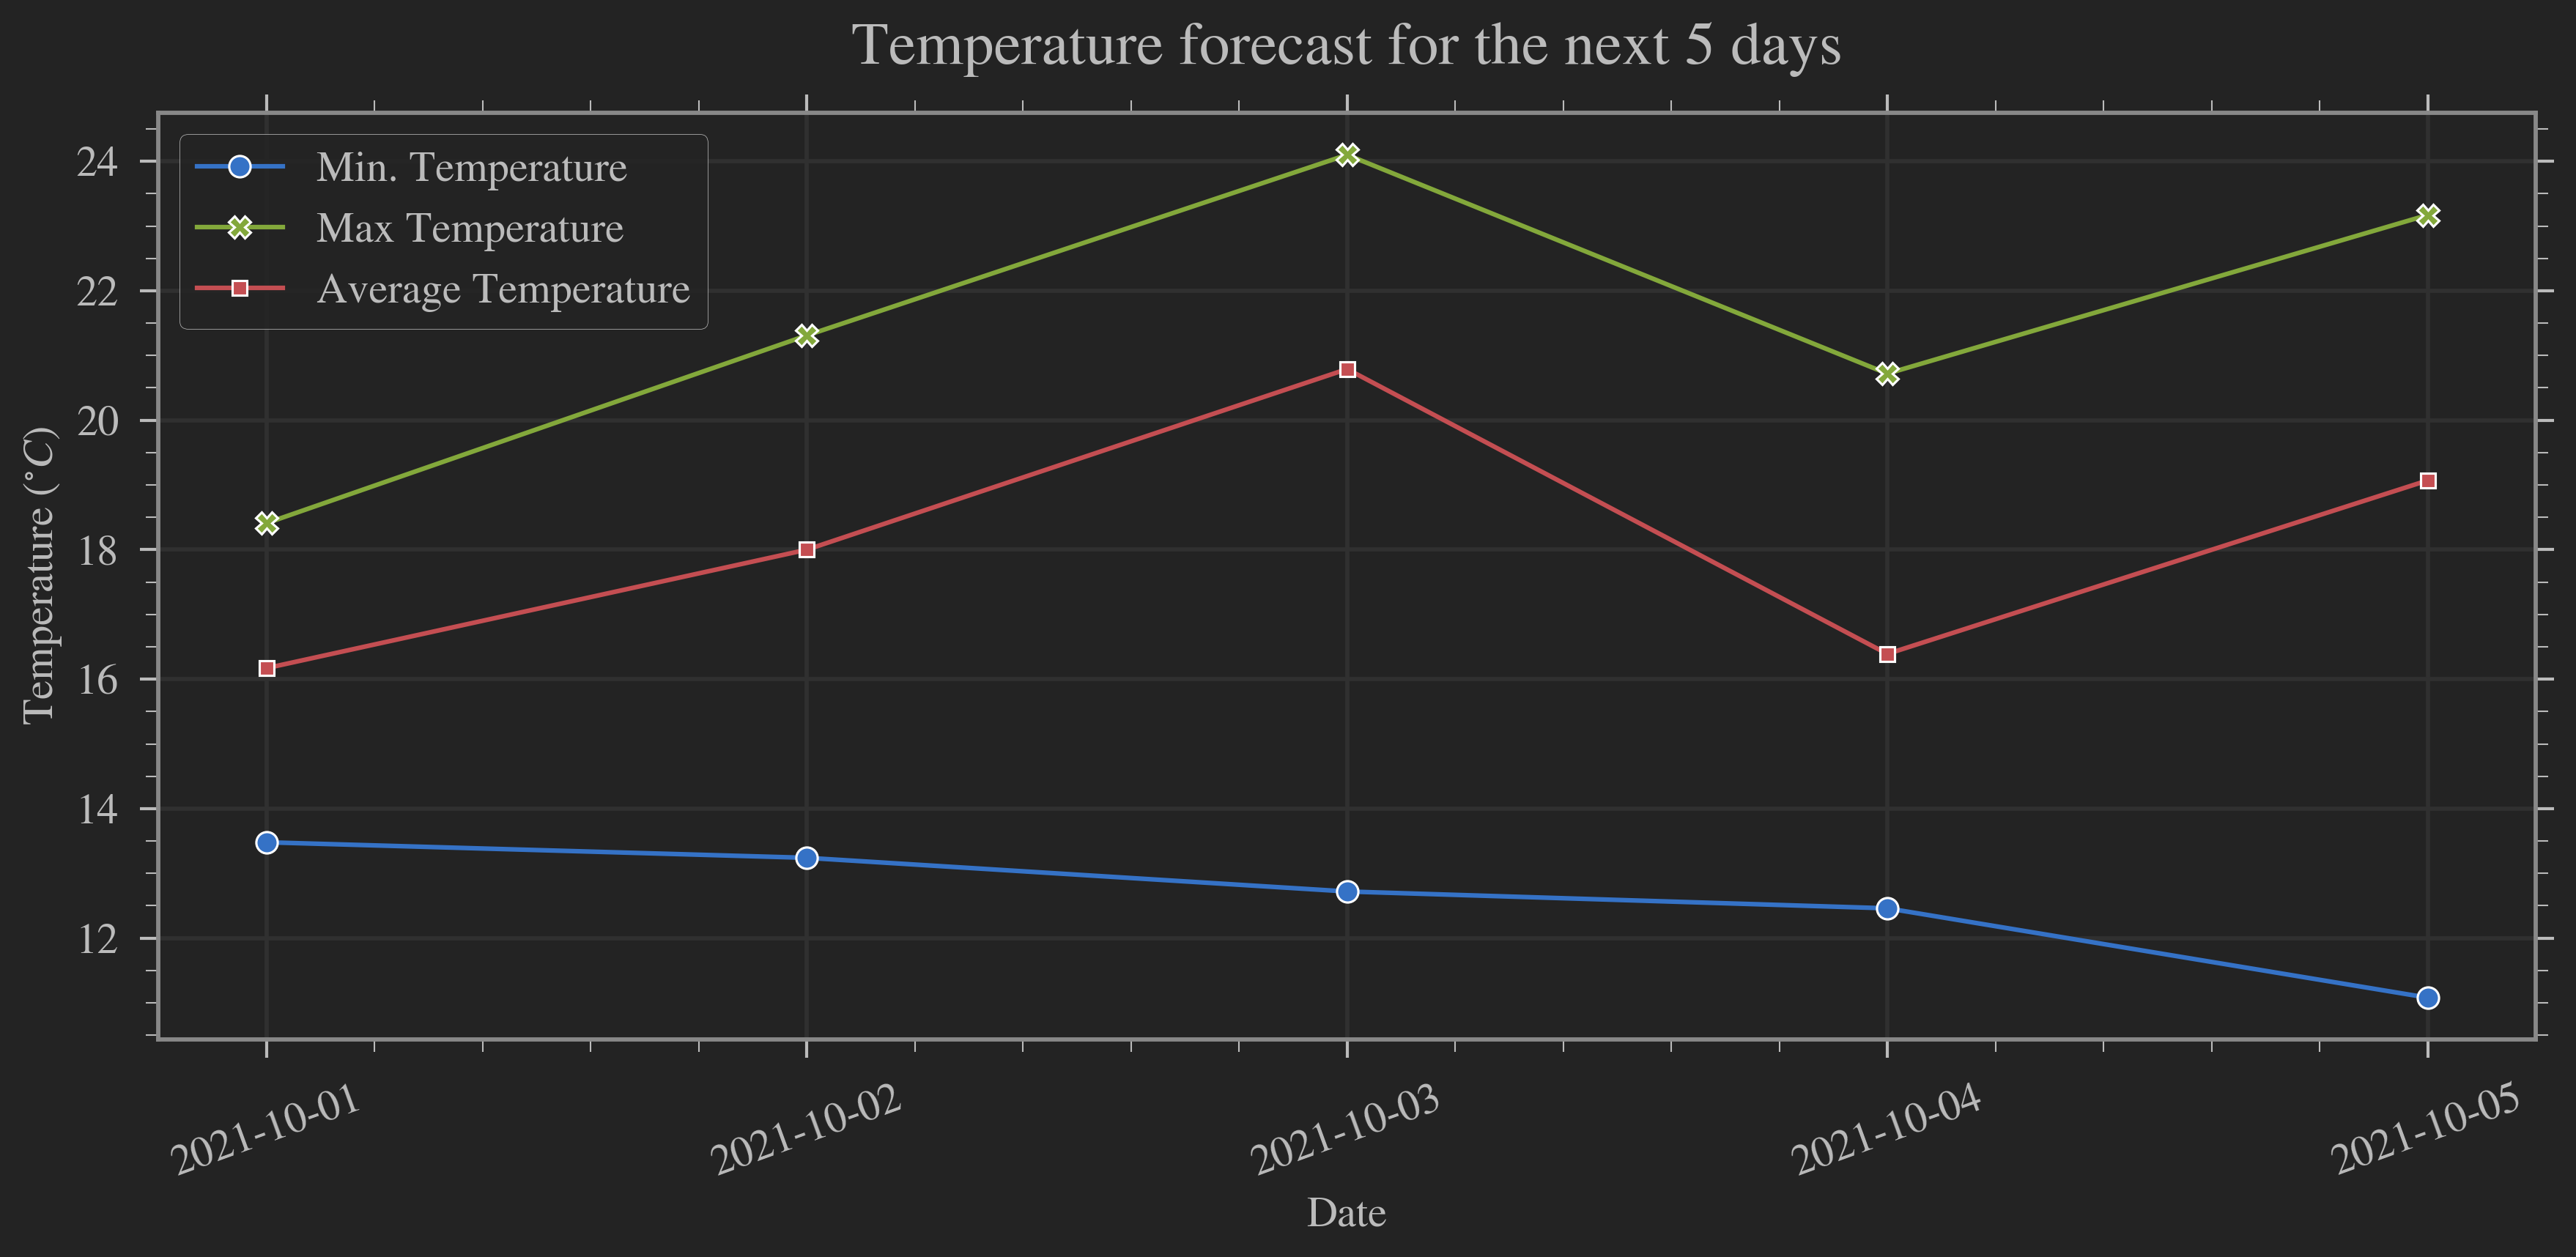 Temperature forecast for the next 5 days
Min. Temperature
Max Temperature
Average Temperature
24
22
20
18
16
14
12
Temperature (°C)
2021-10-01
2021-10-02
2021-10-03
2021-10-04
2021-10-05
Date